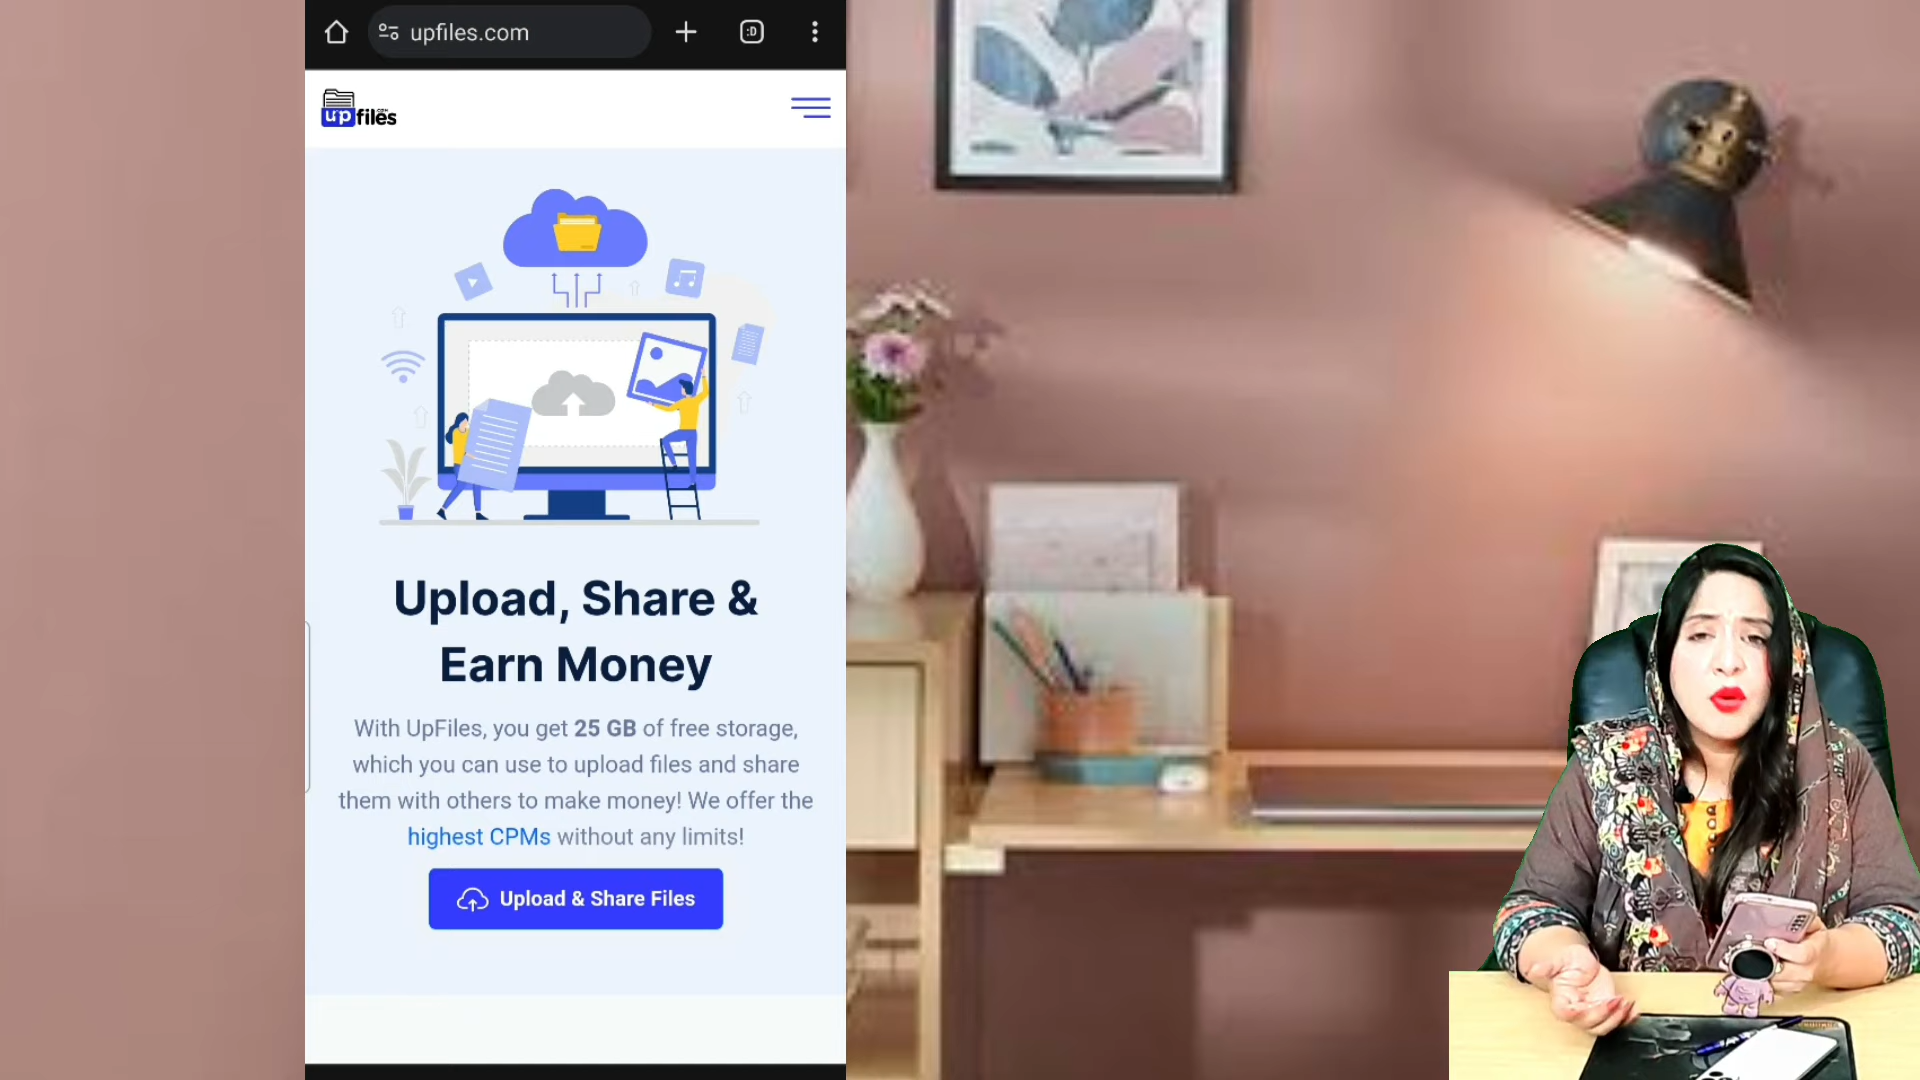 :D
upfiles.com
up files
Upload, Share &
Earn Money
With UpFiles, you get 25 GB of free storage,
which you can use to upload files and share
them with others to make money! We offer the
highest CPMs without any limits!
Upload & Share Files